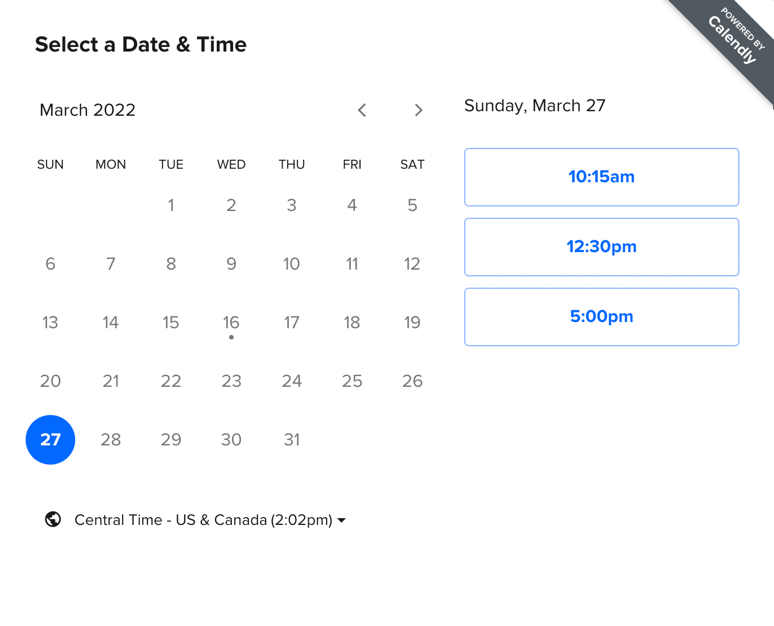 Select a Date & Time
POWERED BY
Calendly
March 2022
SUN MON TUE WED THU FRI SAT
1 2 3 4 5
6 7 8 9 10 11 12
13 14 15 16 17 18 19
20 21 22 23 24 25 26
27 28 29 30 31
Central Time - US & Canada (2:02pm)
Sunday, March 27
10:15am
12:30pm
5:00pm